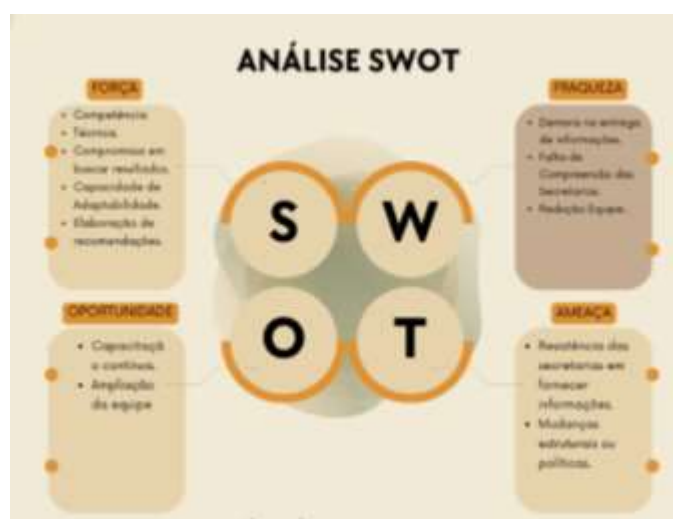 ANÁLISE SWOT
FORÇA
• Competência
• Técnica.
• Compromisso em
buscar resultados.
• Capacidade de
Adaptabilidade.
• Elaboração de
recomendações.
FRAQUEZA
• Demora na entrega
de informações.
• Falta de
Compreensão das
Secretarias.
• Redução Equipe.
S
W
O
T
OPORTUNIDADE
• Capacitaçã
o contínua.
• Ampliação
da equipe
AMEAÇA
• Resistência das
secretarias em
fornecer
informações.
• Mudanças
estruturais ou
políticas.